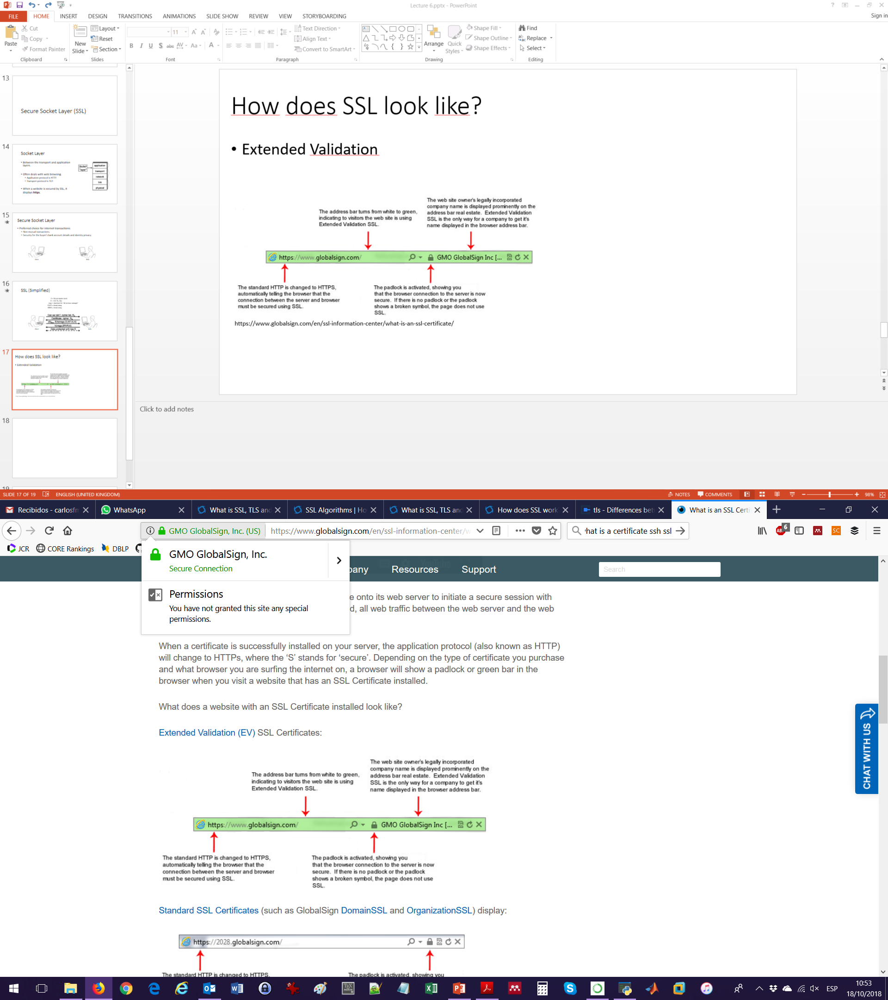 Lecture 6.pptx - PowerPoint
Sign in
FILE HOME INSERT DESIGN TRANSITIONS ANIMATIONS SLIDE SHOW REVIEW VIEW STORYBOARDING
Paste
Cut
Copy
Format Painter
Clipboard
New Slide
Layout
Reset
Section
Slides
11
Font
Text Direction
Align Text
Convert to SmartArt
Paragraph
Arrange
Quick Styles
Shape Fill
Shape Outline
Shape Effects
Drawing
Find
Replace
Select
Editing
13
Secure Socket Layer (SSL)
14
Socket Layer
• Between the transport and application
layers.
• Often deals with web browsing.
• Application protocol is HTTP.
• Transport protocol is TCP.
• When a website is secured by SSL, it
displays https.
application
transport
network
link
physical
15
Secure Socket Layer
• Preferred choice for internet transactions:
• Non-mutual transactions
• Security for the buyer's bank account details and identity privacy.
16
SSL (Simplified)
17
How does SSL look like?
• Extended Validation
18
19
How does SSL look like?
• Extended Validation
The address bar turns from white to green,
indicating to visitors the web site is using
Extended Validation SSL.
The web site owner's legally incorporated
company name is displayed prominently on the
address bar real estate. Extended Validation
SSL is the only way for a company to get it's
name displayed in the browser address bar.
https://www.globalsign.com/
GMO GlobalSign Inc [...
The standard HTTP is changed to HTTPS,
automatically telling the browser that the
connection between the server and browser
must be secured using SSL.
The padlock is activated, showing you
that the browser connection to the server is now
secure. If there is no padlock or the padlock
shows a broken symbol, the page does not use
SSL.
https://www.globalsign.com/en/ssl-information-center/what-is-an-ssl-certificate/
Click to add notes
SLIDE 17 OF 19 ENGLISH (UNITED KINGDOM) NOTES COMMENTS 98%
Recibidos - carlosfr WhatsApp What is SSL, TLS and SSL Algorithms | Ho What is SSL, TLS and How does SSL work tls - Differences bet What is an SSL Certi
GMO GlobalSign, Inc. (US) https://www.globalsign.com/en/ssl-information-center/w hat is a certificate ssh ssl 6
JCR CORE Rankings DBLP
GMO GlobalSign, Inc.
Secure Connection
Permissions
You have not granted this site any special
permissions.
pany Resources Support Search
e onto its web server to initiate a secure session with
d, all web traffic between the web server and the web
When a certificate is successfully installed on your server, the application protocol (also known as HTTP)
will change to HTTPs, where the ‘S’ stands for ‘secure’. Depending on the type of certificate you purchase
and what browser you are surfing the internet on, a browser will show a padlock or green bar in the
browser when you visit a website that has an SSL Certificate installed.
What does a website with an SSL Certificate installed look like?
Extended Validation (EV) SSL Certificates:
The address bar turns from white to green,
indicating to visitors the web site is using
Extended Validation SSL.
The web site owner's legally incorporated
company name is displayed prominently on the
address bar real estate. Extended Validation
SSL is the only way for a company to get it's
name displayed in the browser address bar.
https://www.globalsign.com/
GMO GlobalSign Inc [...
The standard HTTP is changed to HTTPS,
automatically telling the browser that the
connection between the server and browser
must be secured using SSL.
The padlock is activated, showing you
that the browser connection to the server is now
secure. If there is no padlock or the padlock
shows a broken symbol, the page does not use
SSL.
CHAT WITH US
Standard SSL Certificates (such as GlobalSign DomainSSL and OrganizationSSL) display:
https://2028.globalsign.com/
The standard HTTP is changed to HTTPS,
The padlock is activated, showing you
ESP
10:53
18/10/2018